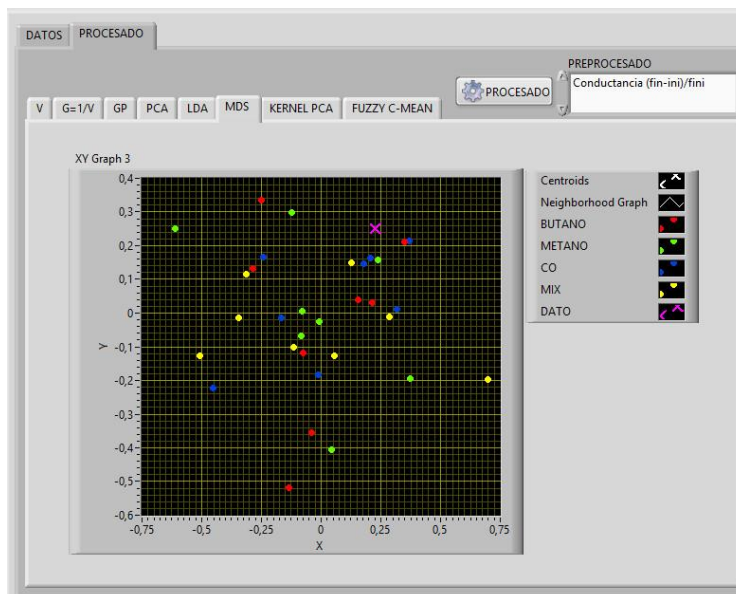 DATOS PROCESADO
PREPROCESADO
PROCESADO
Conductancia (fin-ini)/fini
V G=1/V GP PCA LDA MDS KERNEL PCA FUZZY C-MEAN
XY Graph 3
Centroids
Neighborhood Graph
BUTANO
METANO
CO
MIX
DATO
0,4
0,3
0,2
0,1
0
-0,1
-0,2
-0,3
-0,4
-0,5
-0,6
Y
-0,75 -0,5 -0,25 0 0,25 0,5 0,75
X